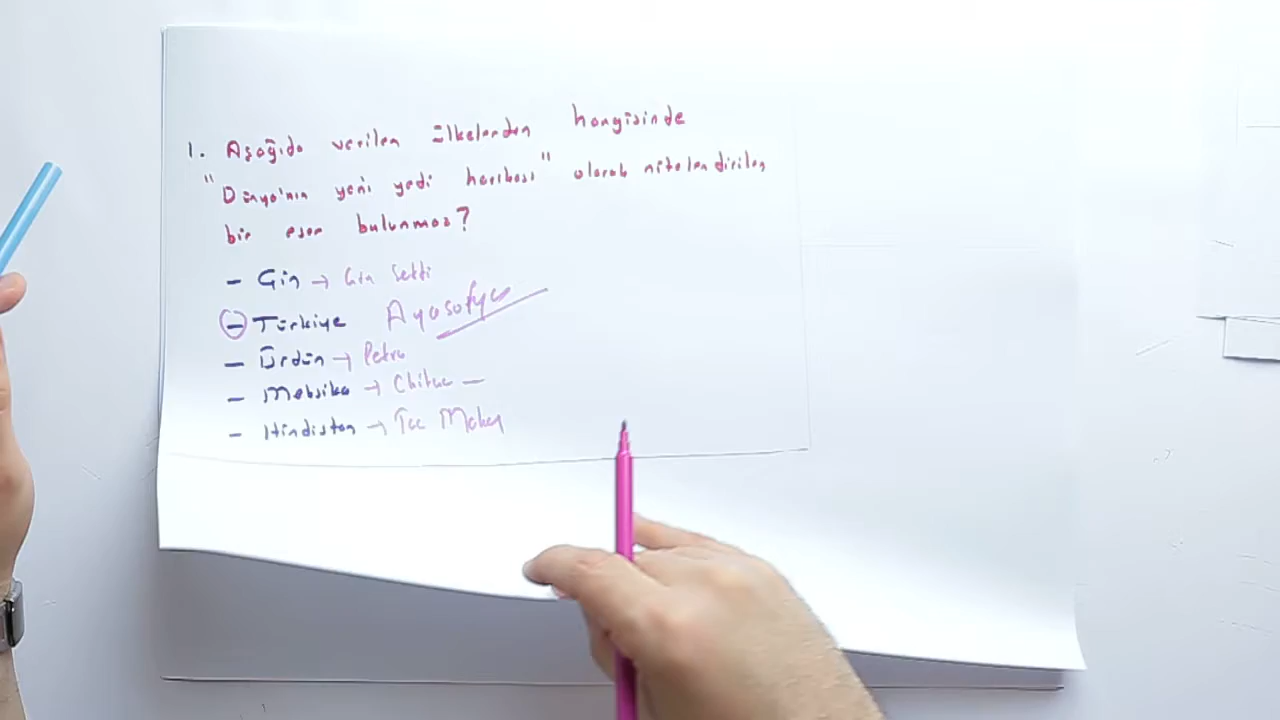 1. Aşağıda verilen ülkelerden hangisinde
"Dünya'nın yeni yedi harikası" olarak nitelendirilen
bir eser bulunmaz?
- Çin → Çin Seddi
- Türkiye Ayasofya
- Ürdün → Petra
- Meksika → Chitze —
- Hindistan → Tac Mahal